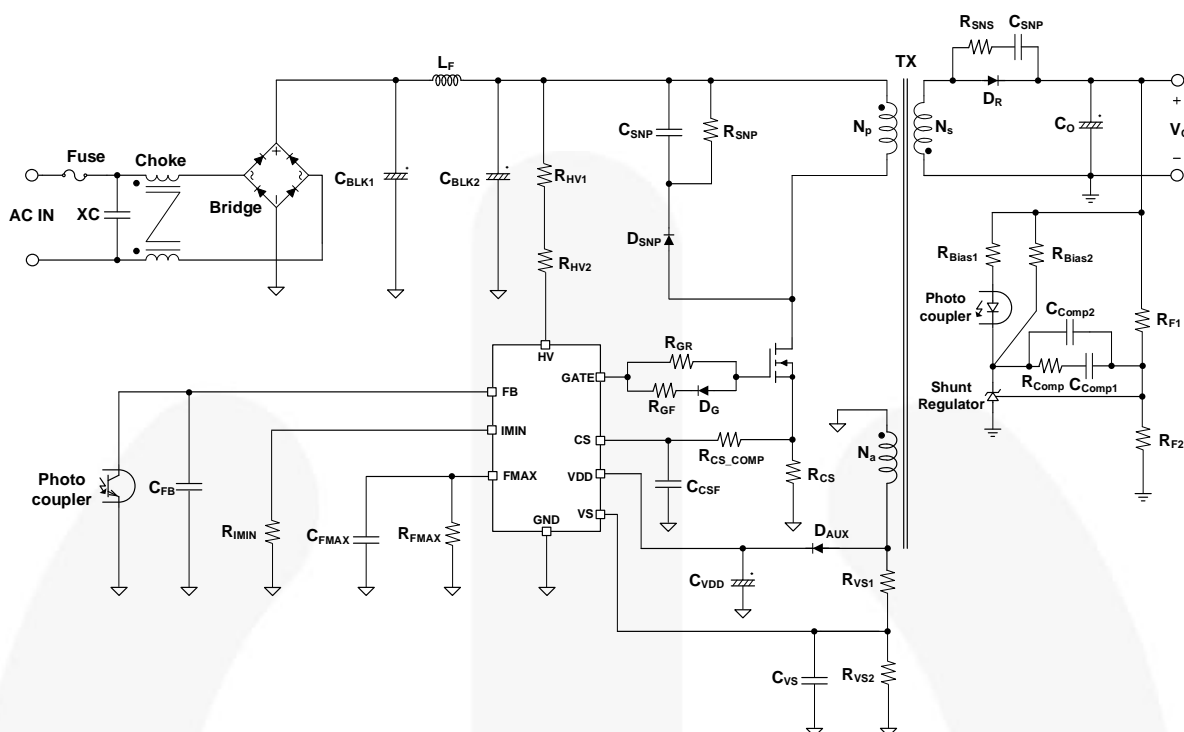 RSNS CSNP
LF
TX
DR
+
CSNP
RSNP
Np
Ns
CO
VO
−
Fuse
Choke
CBLK1
CBLK2
RHV1
AC IN
XC
Bridge
+
~
~
−
DSNP
RHV2
RBias1
RBias2
Photo
coupler
CComp2
RF1
RComp
CComp1
Shunt
Regulator
RF2
HV
GATE
RGR
RGF
DG
FB
IMIN
CS
RCS_COMP
RCS
Na
FMAX
VDD
CCSF
VS
GND
Photo
coupler
CFB
RIMIN
CFMAX
RFMAX
DAUX
CVDD
RVS1
CVS
RVS2